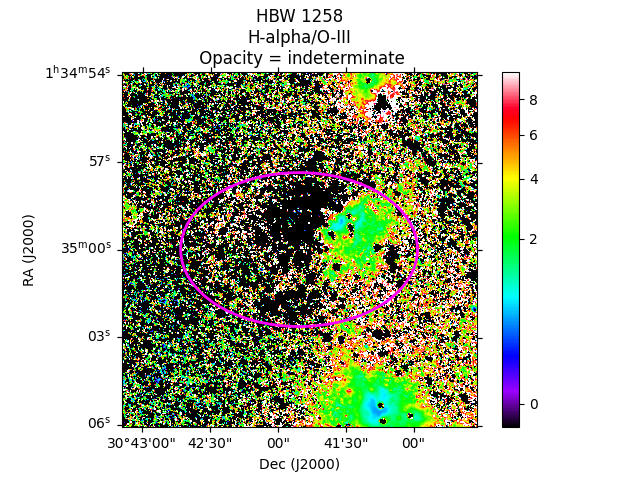 HBW 1258
H-alpha/O-III
Opacity = indeterminate
1ʰ34ᵐ54ˢ
57ˢ
35ᵐ00ˢ
03ˢ
06ˢ
RA (J2000)
30°43'00" 42'30" 00" 41'30" 00"
Dec (J2000)
8
6
4
2
0